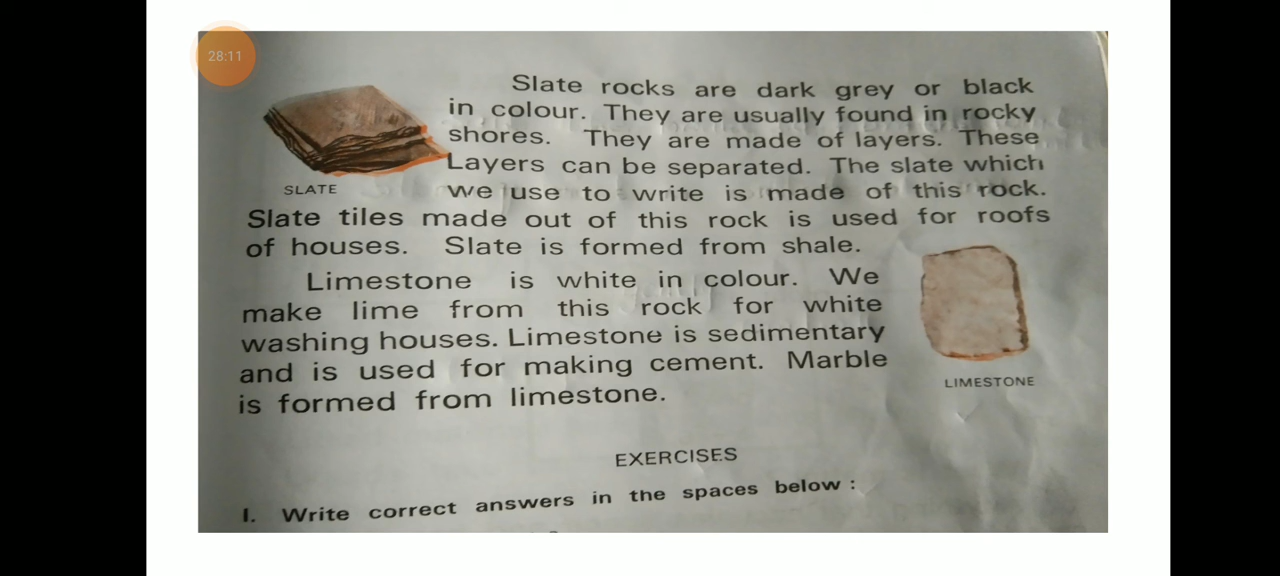 28:11
Slate rocks are dark grey or black
in colour. They are usually found in rocky
shores. They are made of layers. These
Layers can be separated. The slate which
SLATE
we use to write is made of this rock.
Slate tiles made out of this rock is used for roofs
of houses. Slate is formed from shale.
Limestone is white in colour. We
make lime from this rock for white
washing houses. Limestone is sedimentary
and is used for making cement. Marble
LIMESTONE
is formed from limestone.
EXERCISES
I. Write correct answers in the spaces below :